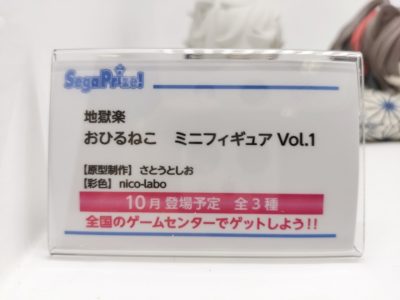 SegaPrize!
地獄楽
おひるねこ　ミニフィギュア Vol.1
【原型制作】さとうとしお
【彩色】nico-labo
10月登場予定　全3種
全国のゲームセンターでゲットしよう!!